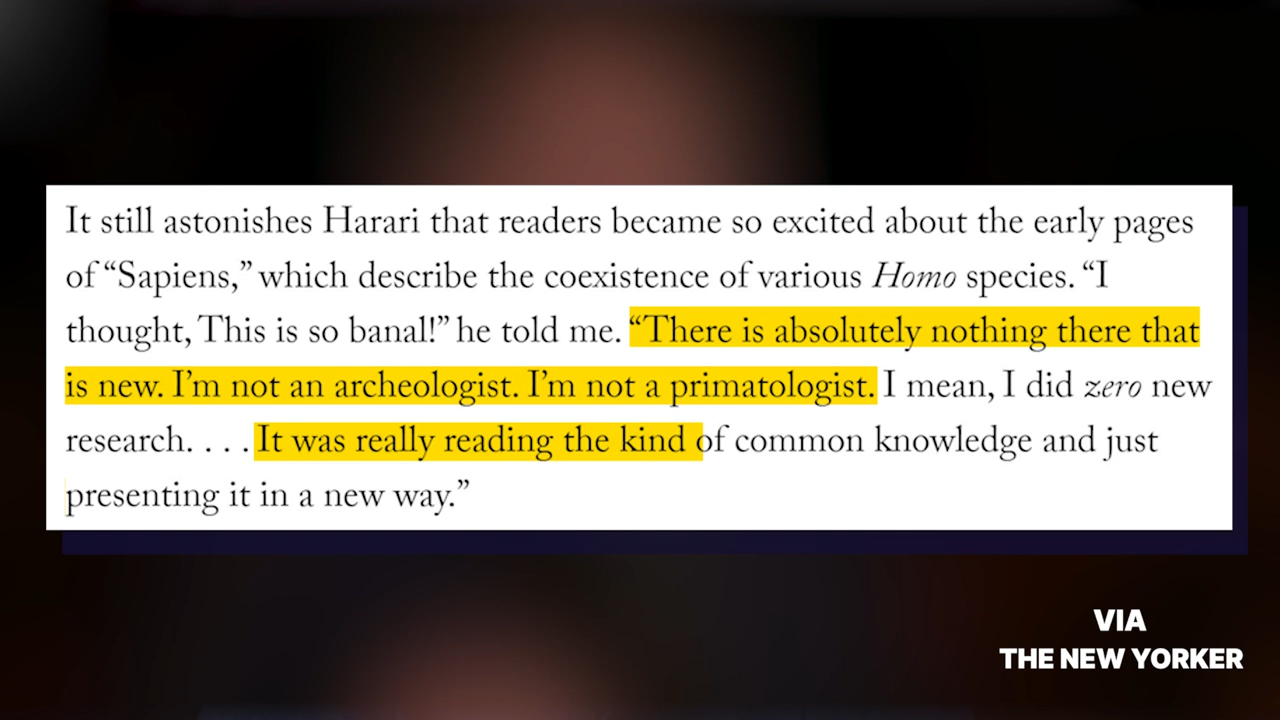 It still astonishes Harari that readers became so excited about the early pages
of “Sapiens,” which describe the coexistence of various Homo species. “I
thought, This is so banal!” he told me. “There is absolutely nothing there that
is new. I’m not an archeologist. I’m not a primatologist. I mean, I did zero new
research. . . . It was really reading the kind of common knowledge and just
presenting it in a new way.”
VIA
THE NEW YORKER